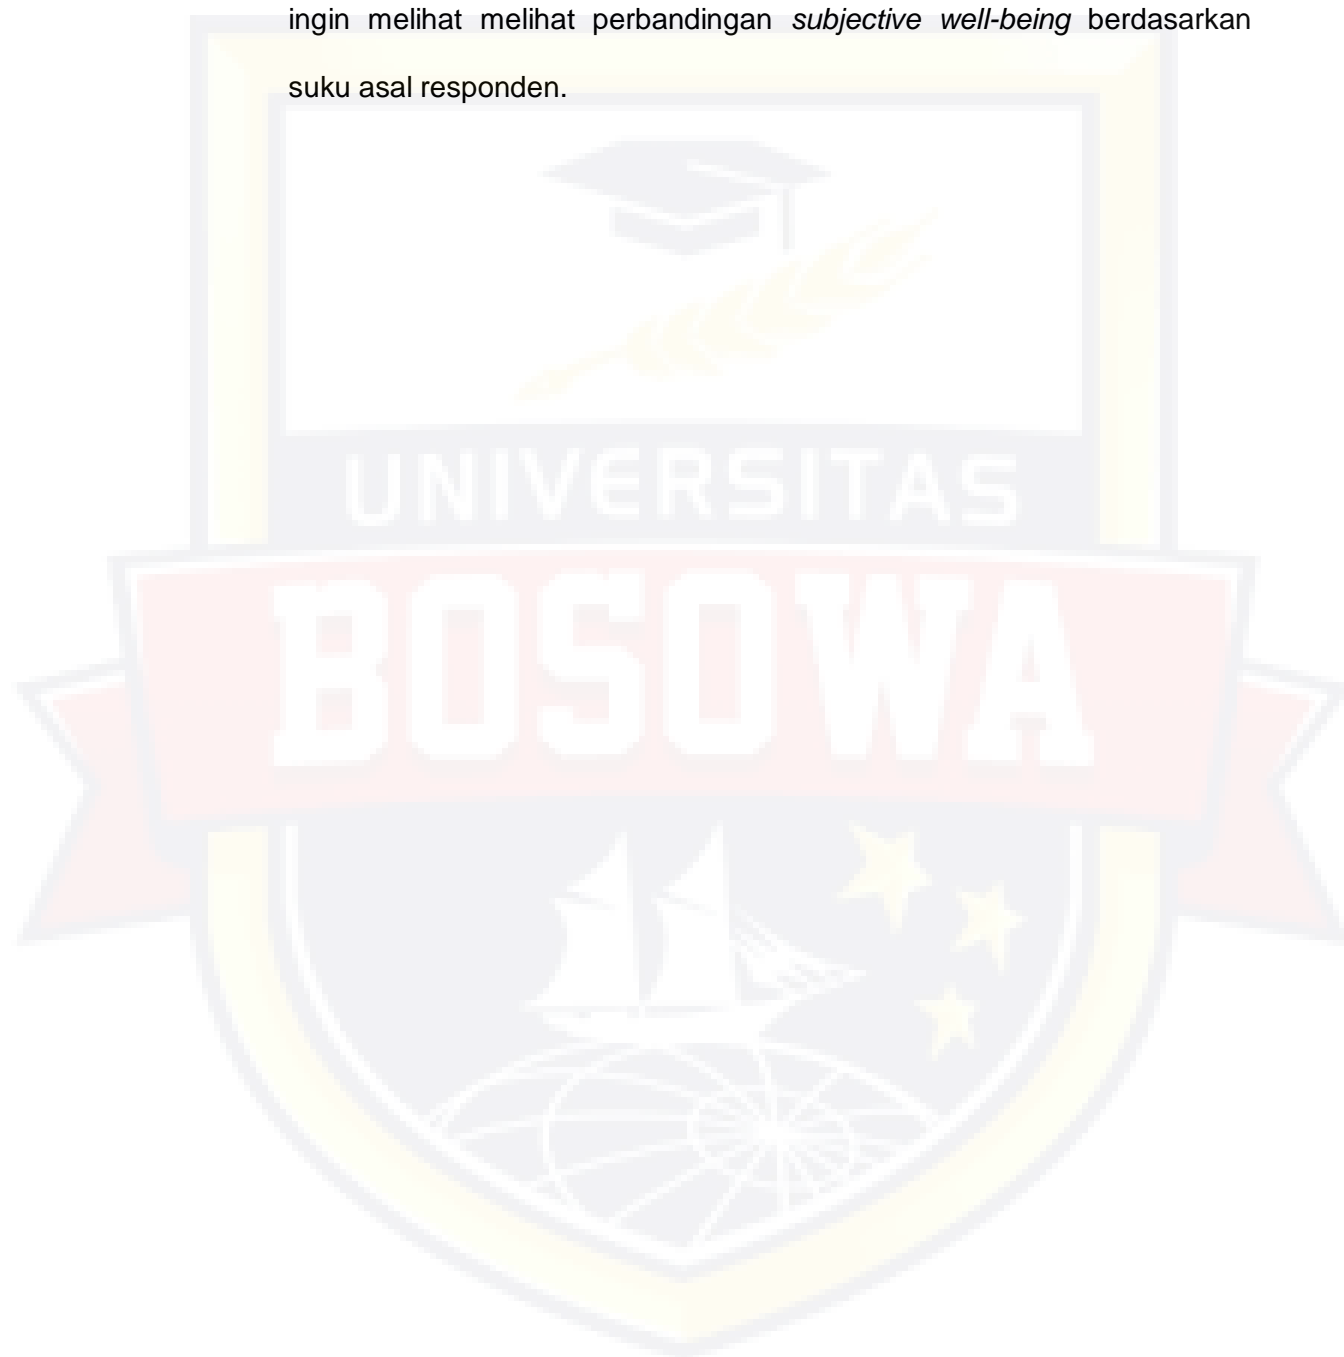 ingin melihat melihat perbandingan subjective well-being berdasarkan
suku asal responden.
UNIVERSITAS
BOSOWA